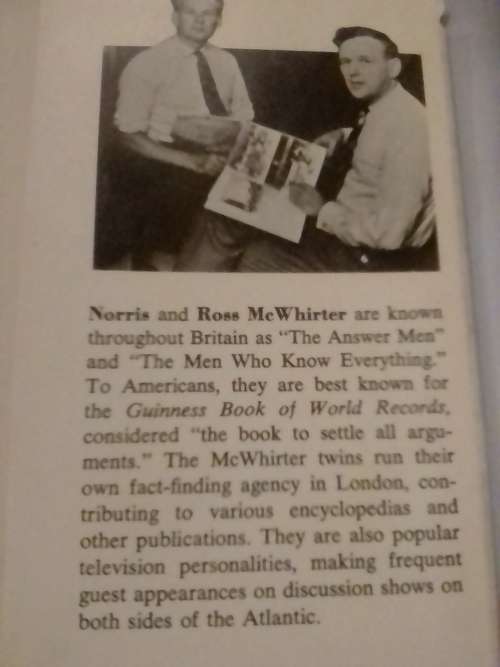 Norris and Ross McWhirter are known
throughout Britain as “The Answer Men”
and “The Men Who Know Everything.”
To Americans, they are best known for
the Guinness Book of World Records,
considered “the book to settle all argu-
ments.” The McWhirter twins run their
own fact-finding agency in London, con-
tributing to various encyclopedias and
other publications. They are also popular
television personalities, making frequent
guest appearances on discussion shows on
both sides of the Atlantic.